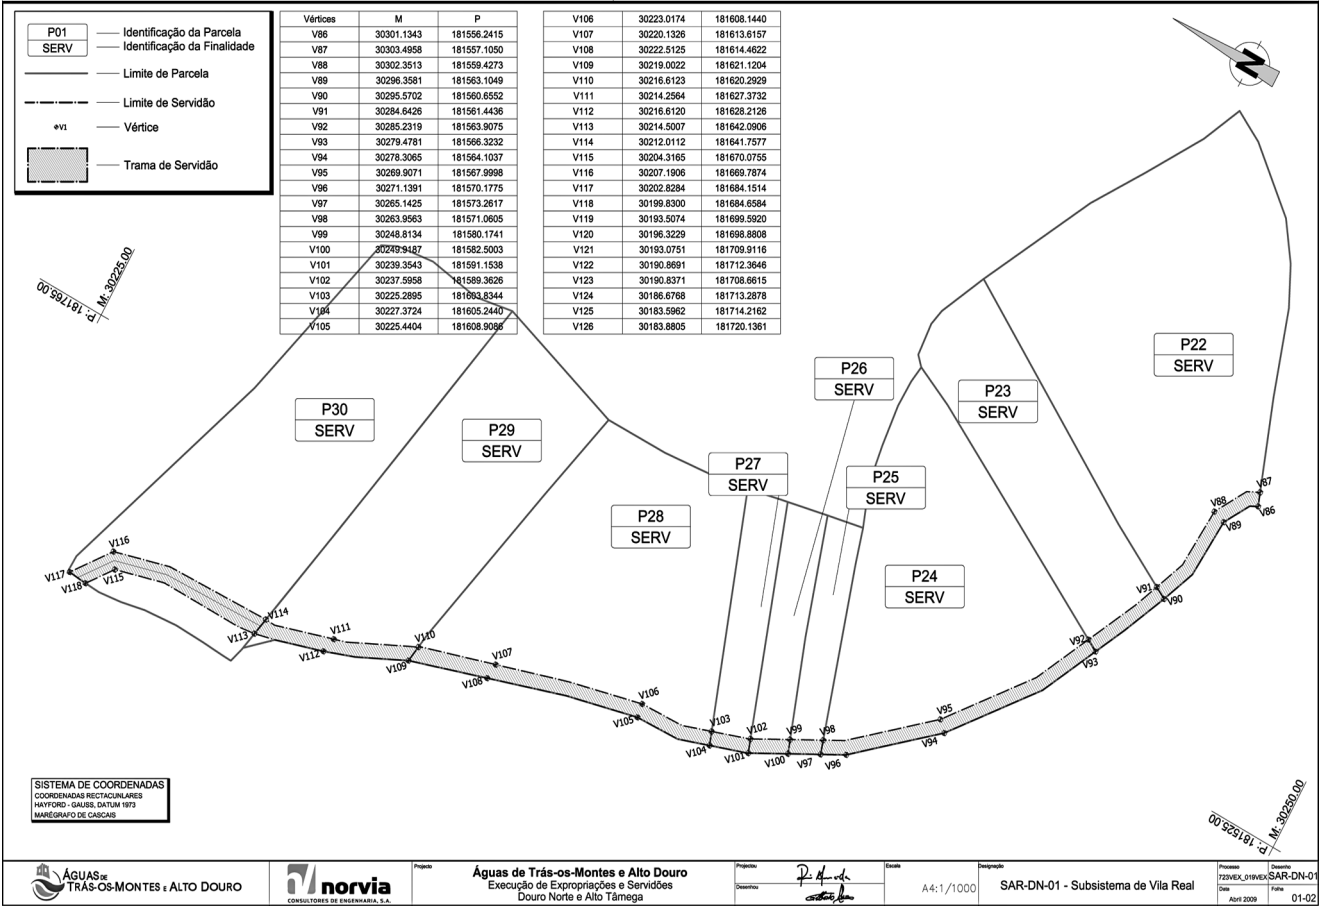 P01
SERV
Identificação da Parcela
Identificação da Finalidade
Limite de Parcela
Limite de Servidão
V1
Vértice
Trama de Servidão
Vértices M P
V86 30301.1343 181556.2415
V87 30303.4958 181557.1050
V88 30302.3513 181559.4273
V89 30296.3581 181563.1049
V90 30295.5702 181560.6552
V91 30284.6426 181561.4436
V92 30285.2319 181563.9075
V93 30279.4781 181566.3232
V94 30278.3065 181564.1037
V95 30269.9071 181567.9998
V96 30271.1391 181570.1775
V97 30265.1425 181573.2617
V98 30263.9563 181571.0605
V99 30248.8134 181580.1741
V100 30249.9187 181582.5003
V101 30239.3543 181591.1538
V102 30237.5958 181589.3626
V103 30225.2895 181603.8344
V104 30227.3724 181605.2440
V105 30225.4404 181608.9086
V106 30223.0174 181608.1440
V107 30220.1326 181613.6157
V108 30222.5125 181614.4622
V109 30219.0022 181621.1204
V110 30216.6123 181620.2929
V111 30214.2564 181627.3732
V112 30216.6120 181628.2126
V113 30214.5007 181642.0906
V114 30212.0112 181641.7577
V115 30204.3165 181670.0755
V116 30207.1906 181669.7874
V117 30202.8284 181684.1514
V118 30199.8300 181684.6584
V119 30193.5074 181699.5920
V120 30196.3229 181698.8808
V121 30193.0751 181709.9116
V122 30190.8691 181712.3646
V123 30190.8371 181708.6615
V124 30186.6768 181713.2878
V125 30183.5962 181714.2162
V126 30183.8805 181720.1361
N
P: 181765.00
M: 30225.00
P22
SERV
P26
SERV
P23
SERV
P30
SERV
P29
SERV
P27
SERV
P25
SERV
P28
SERV
P24
SERV
V87
V86
V88
V89
V91
V90
V92
V93
V95
V94
V116
V117
V118
V115
V114
V113
V111
V112
V110
V109
V107
V108
V106
V105
V103
V104
V102
V101
V99
V100
V98
V97
V96
P: 181525.00
M: 30250.00
SISTEMA DE COORDENADAS
COORDENADAS RECTACUNLARES
HAYFORD - GAUSS, DATUM 1973
MARÉGRAFO DE CASCAIS
ÁGUAS DE
TRÁS-OS-MONTES E ALTO DOURO
norvia
CONSULTORES DE ENGENHARIA, S.A.
Projecto
Águas de Trás-os-Montes e Alto Douro
Execução de Expropriações e Servidões
Douro Norte e Alto Tâmega
Projectou
Desenhou
Escala
A4:1/1000
Designação
SAR-DN-01 - Subsistema de Vila Real
Processo
723VEX_019VEX
Desenho
SAR-DN-01
Data
Abril 2009
Folha
01-02